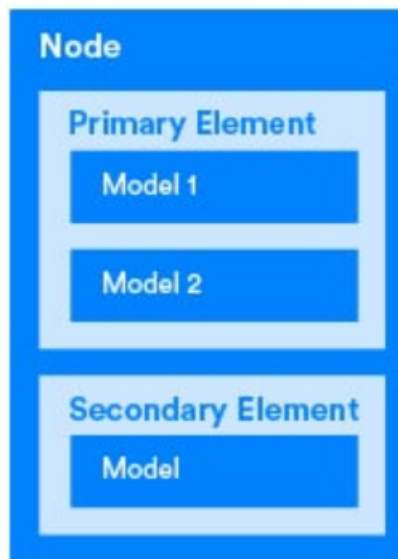 Node
Primary Element
Model 1
Model 2
Secondary Element
Model